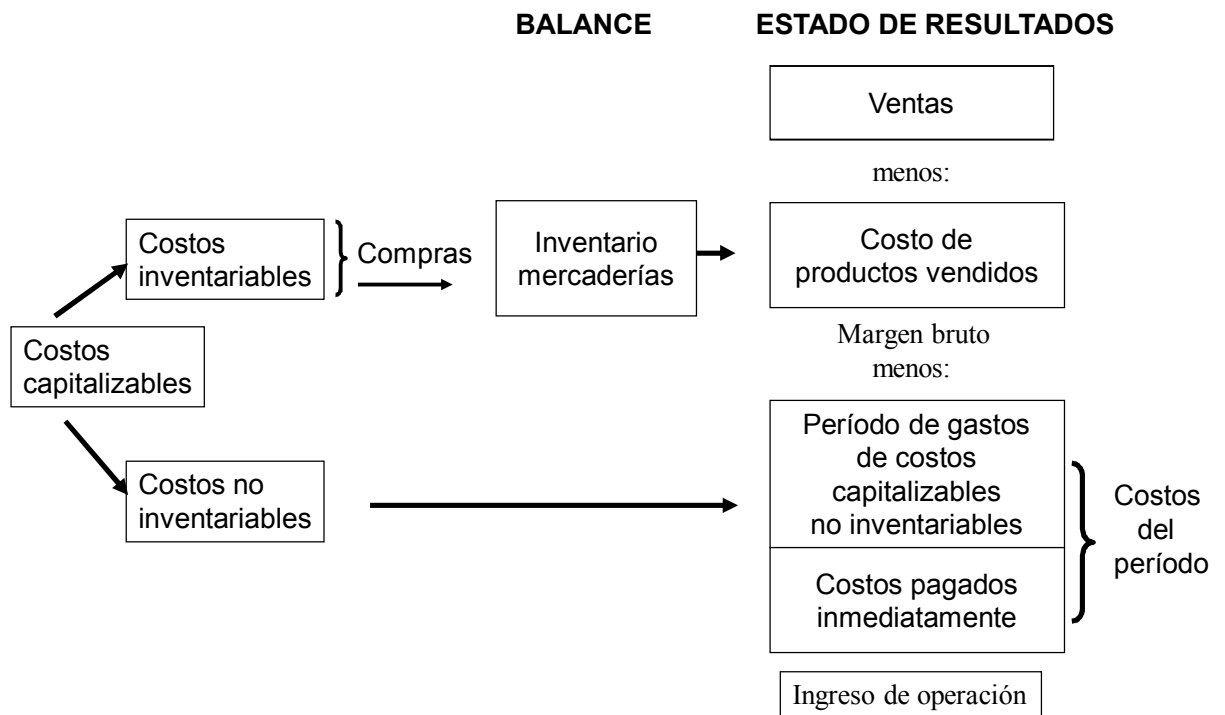 BALANCE
ESTADO DE RESULTADOS
Ventas
menos:
Costos
inventariables
Compras
Inventario
mercaderías
Costo de
productos vendidos
Margen bruto
menos:
Costos
capitalizables
Costos no
inventariables
Período de gastos
de costos
capitalizables
no inventariables
Costos pagados
inmediatamente
Costos
del
período
Ingreso de operación